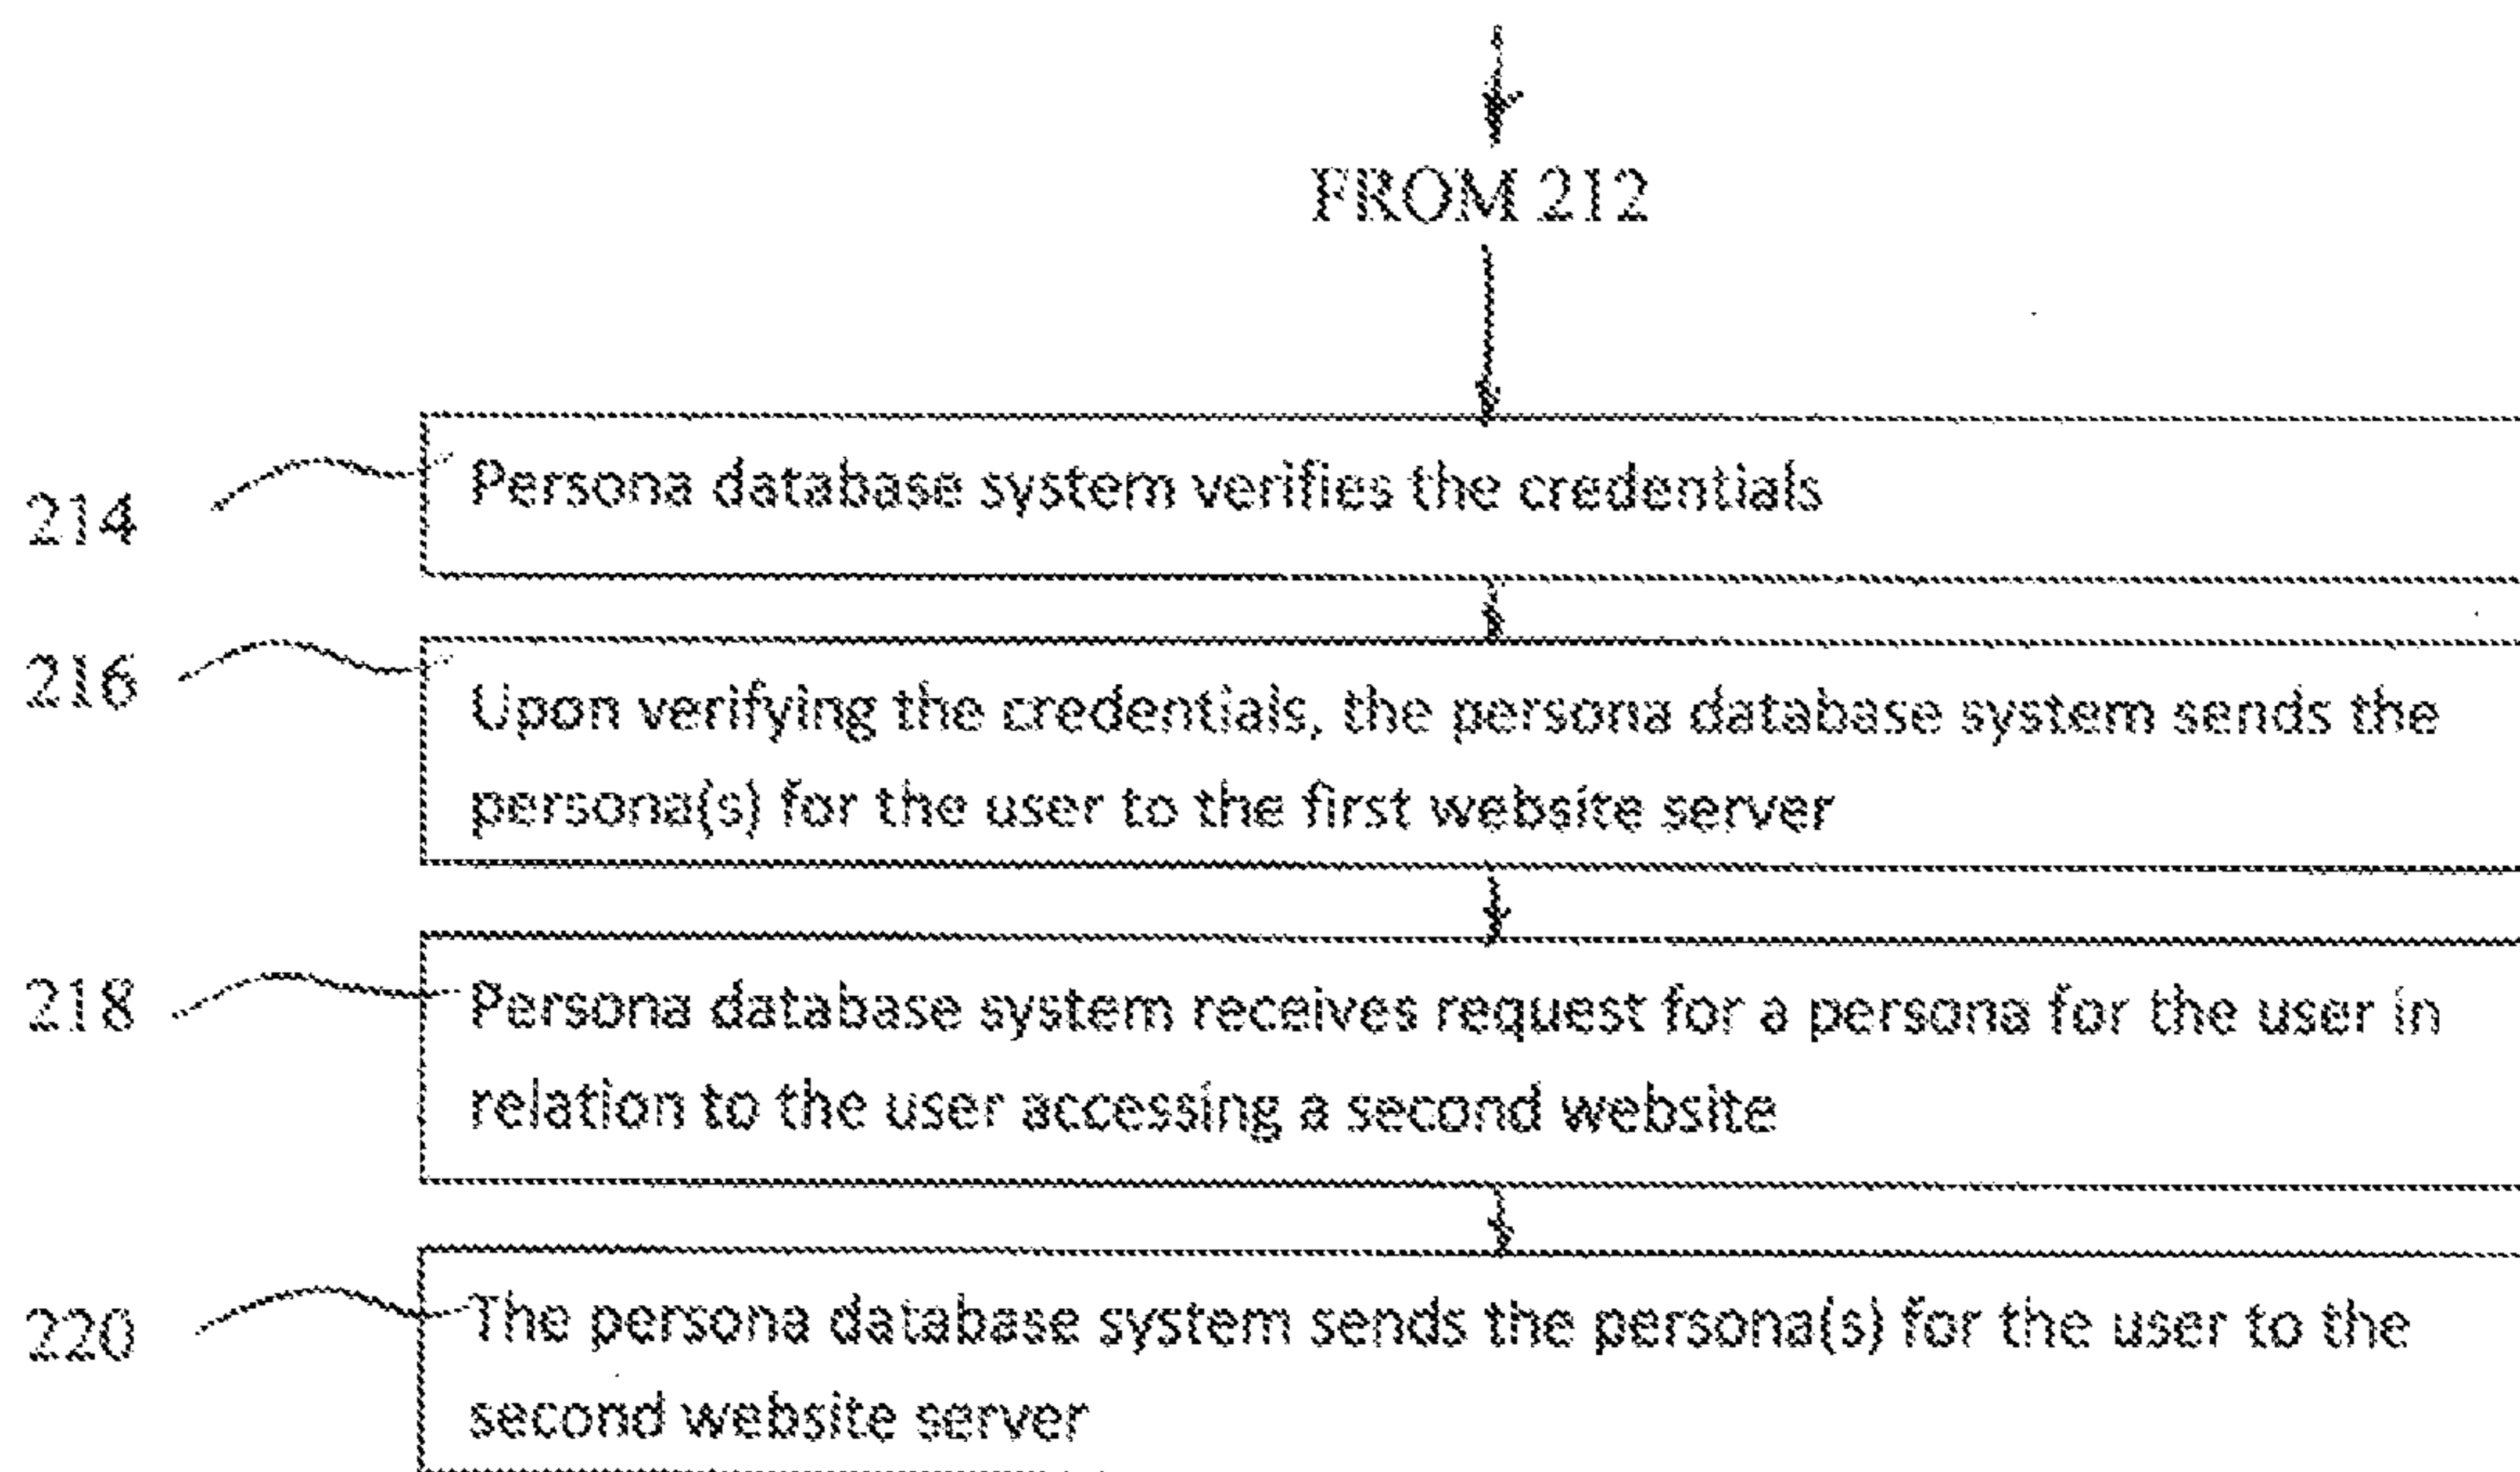 FROM 212
214
Persona database system verifies the credentials
216
Upon verifying the credentials, the persona database system sends the
persona(s) for the user to the first website server
218
Persona database system receives request for a persona for the user in
relation to the user accessing a second website
220
The persona database system sends the persona(s) for the user to the
second website server